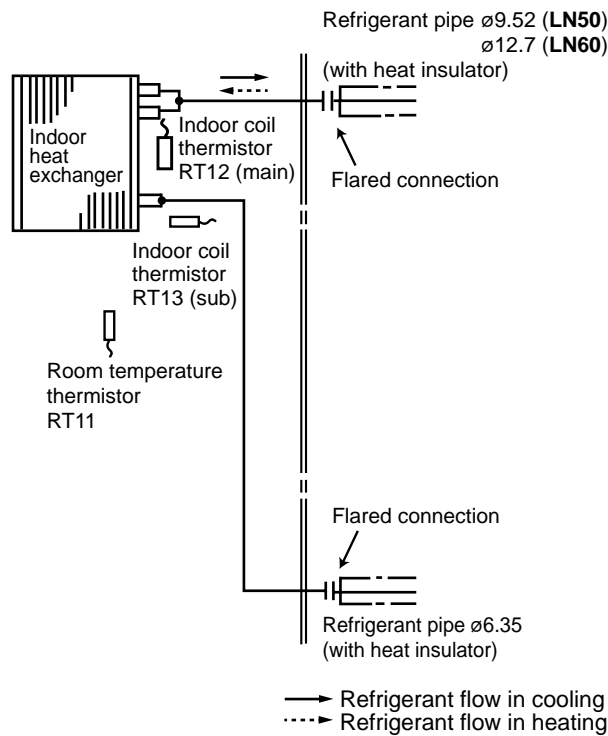 Refrigerant pipe ø9.52 (LN50)
ø12.7 (LN60)
(with heat insulator)
Indoor
heat
exchanger
Indoor coil
thermistor
RT12 (main)
Flared connection
Indoor coil
thermistor
RT13 (sub)
Room temperature
thermistor
RT11
Flared connection
Refrigerant pipe ø6.35
(with heat insulator)
Refrigerant flow in cooling
Refrigerant flow in heating